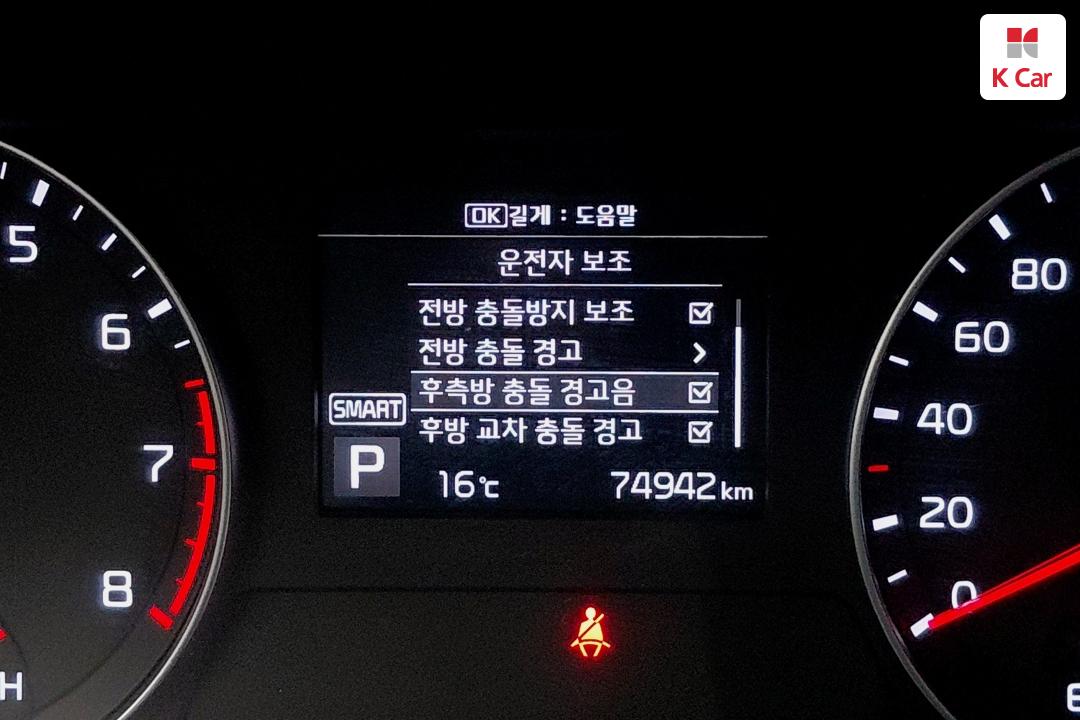 K Car
OK길게 : 도움말
운전자 보조
전방 충돌방지 보조
전방 충돌 경고
후측방 충돌 경고음
후방 교차 충돌 경고
SMART
P
16℃
74942km
5
6
7
8
H
80
60
40
20
0